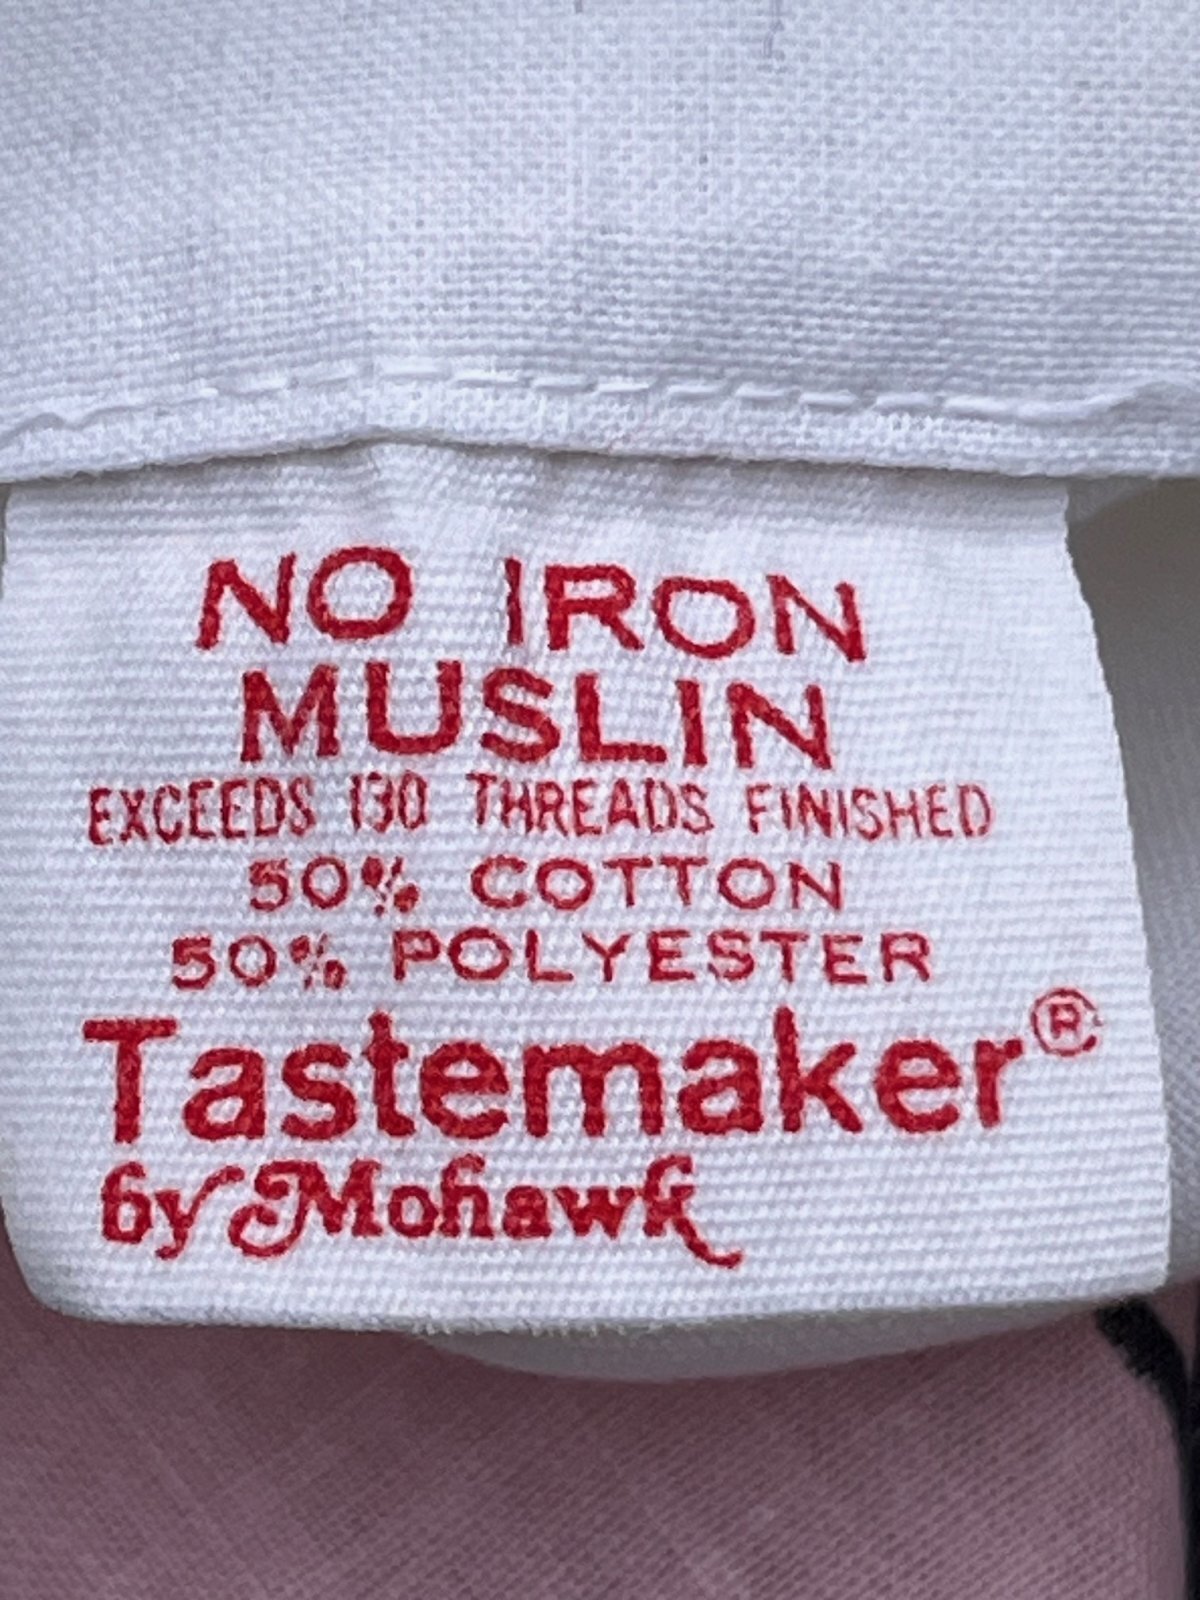 NO IRON
MUSLIN
EXCEEDS 130 THREADS FINISHED
50% COTTON
50% POLYESTER
Tastemaker®
by Mohawk